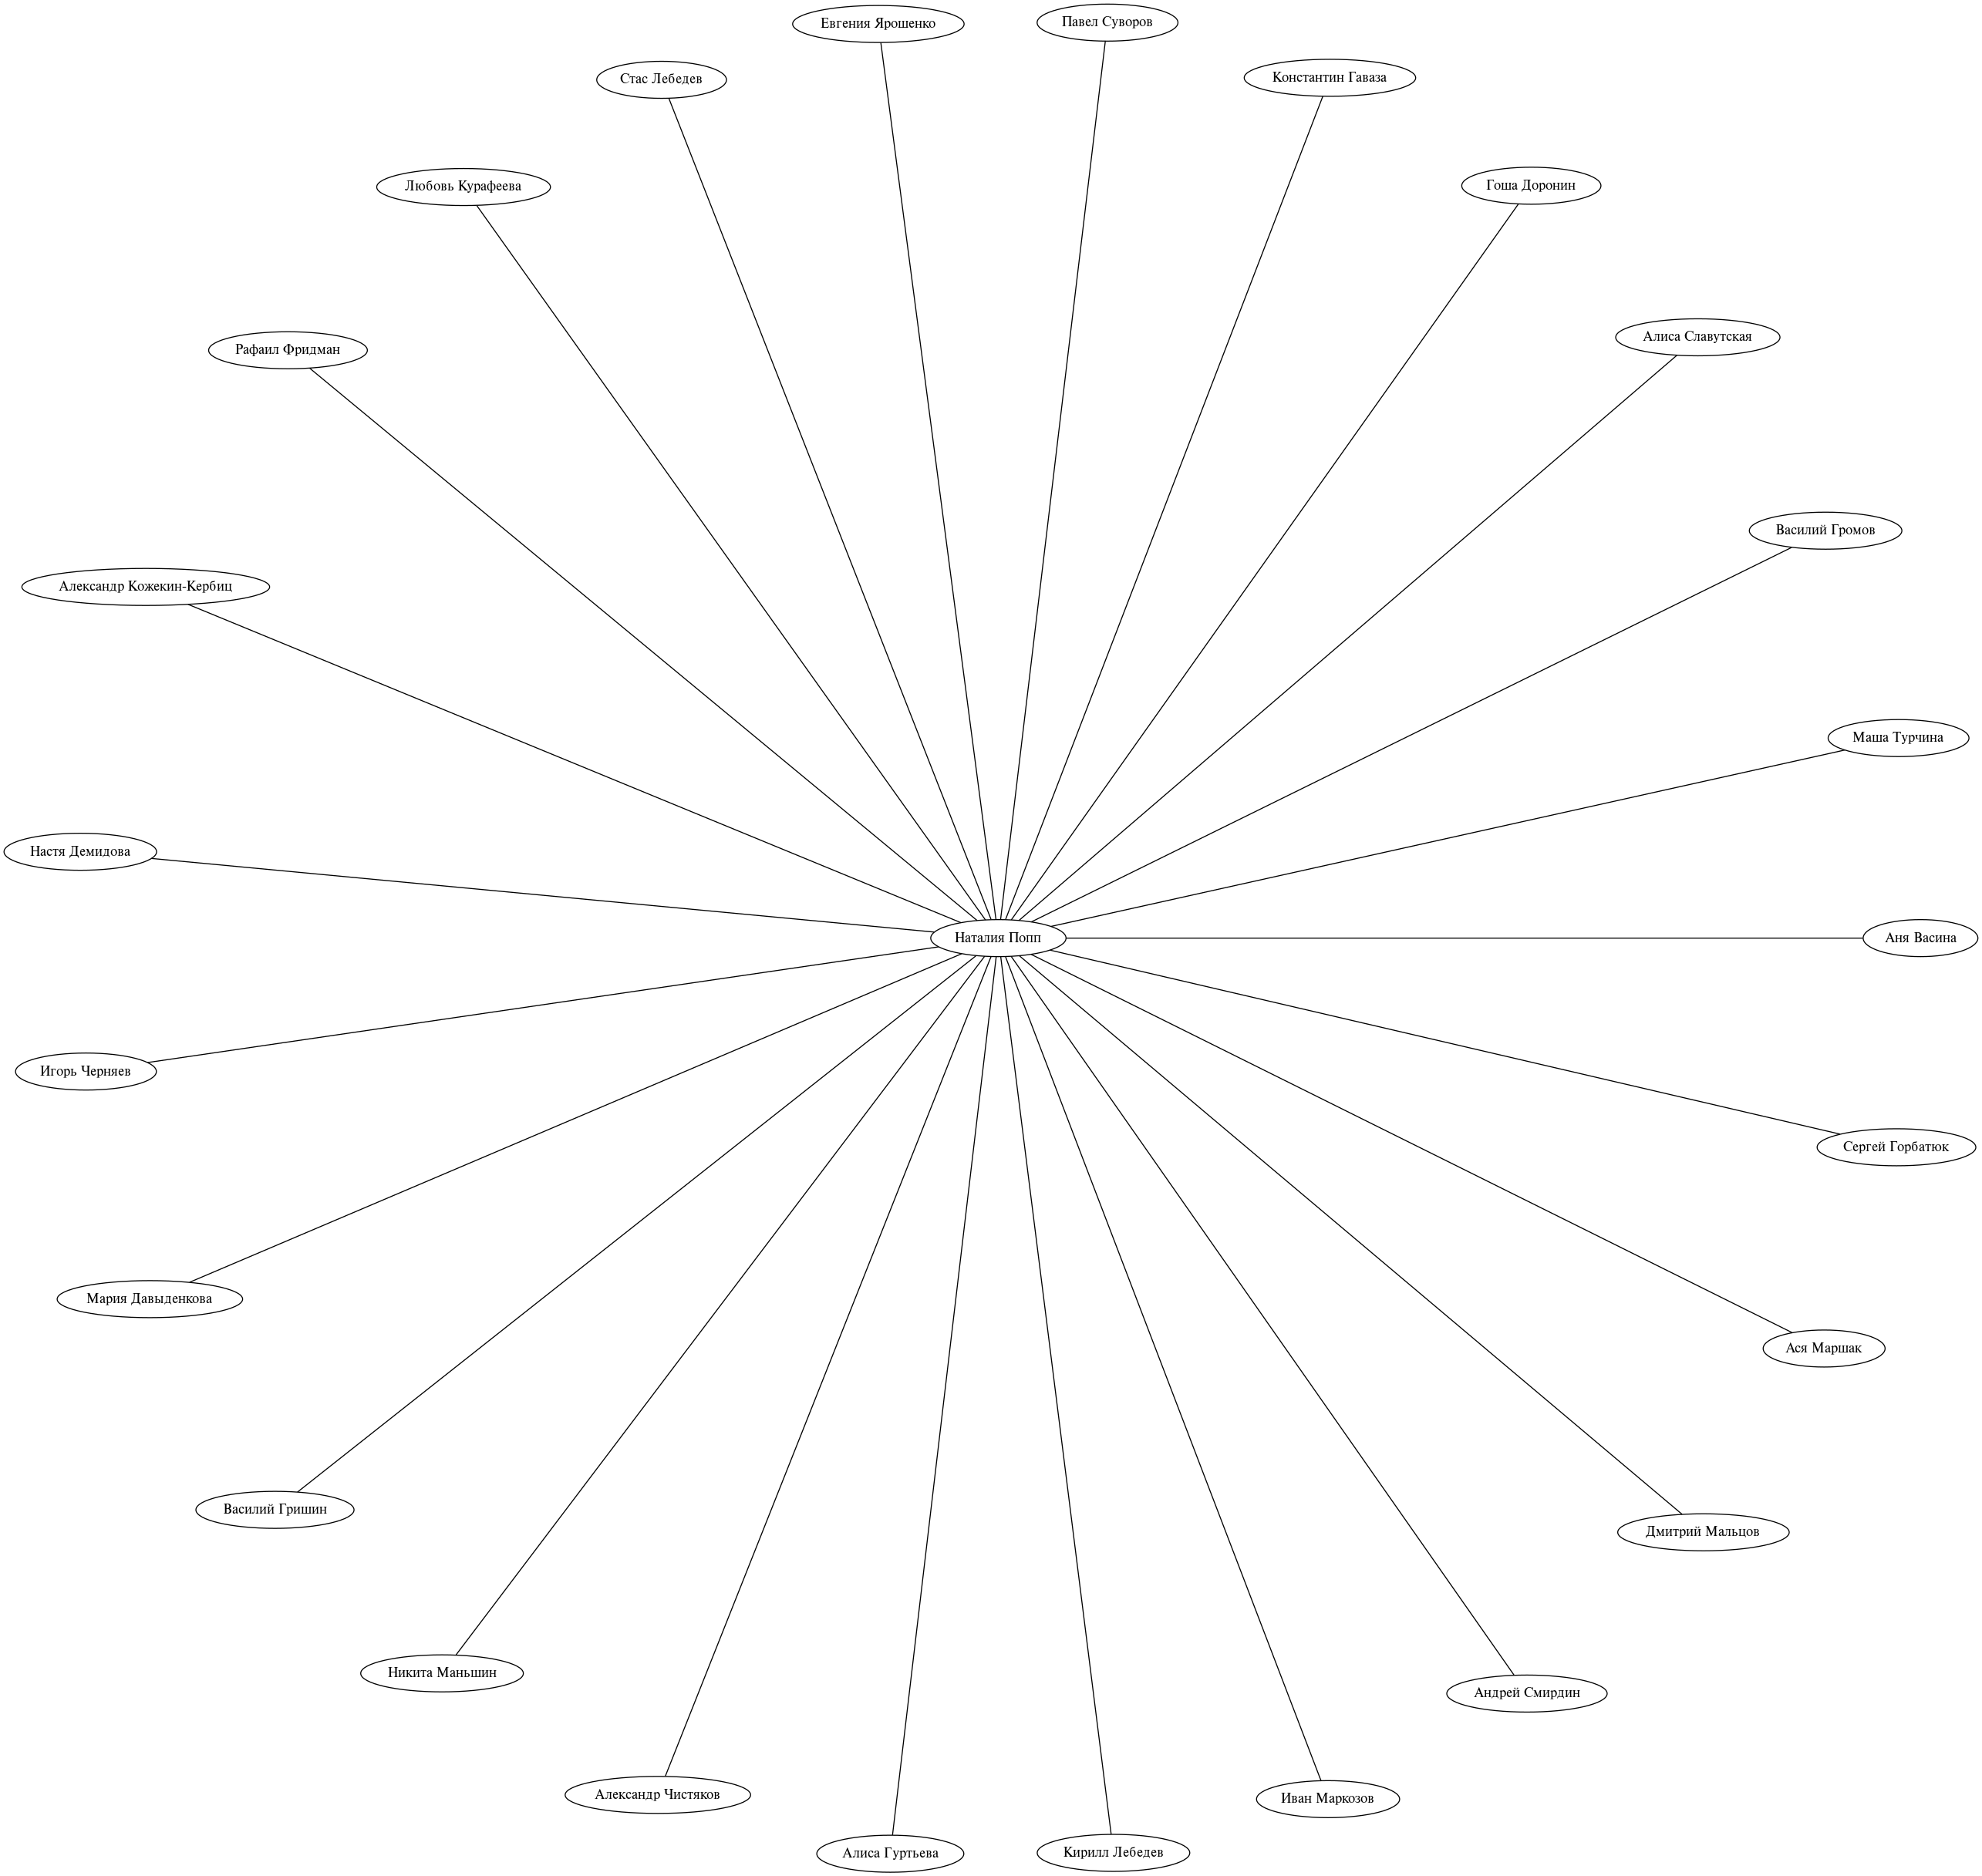 Евгения Ярошенко
Павел Суворов
Стас Лебедев
Константин Гаваза
Любовь Курафеева
Гоша Доронин
Рафаил Фридман
Алиса Славутская
Василий Громов
Александр Кожекин-Кербиц
Маша Турчина
Настя Демидова
Наталия Попп
Аня Васина
Игорь Черняев
Сергей Горбатюк
Мария Давыденкова
Ася Маршак
Василий Гришин
Дмитрий Мальцов
Никита Маньшин
Андрей Смирдин
Александр Чистяков
Иван Маркозов
Алиса Гуртьева
Кирилл Лебедев